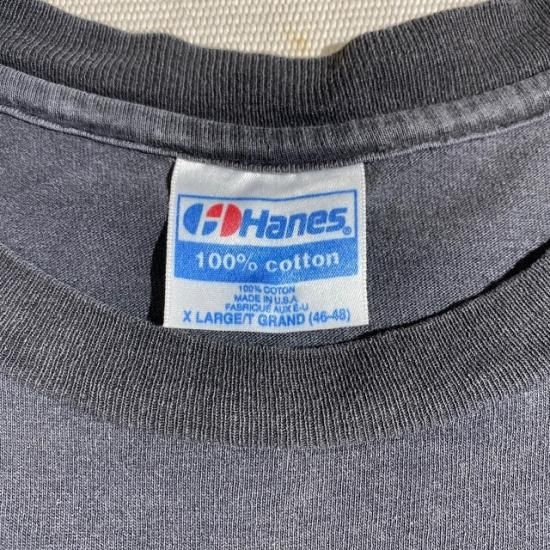 Hanes®
100% cotton
100% COTON
MADE IN U.S.A.
FABRIQUÉ AUX É-U
X LARGE/T GRAND (46-48)